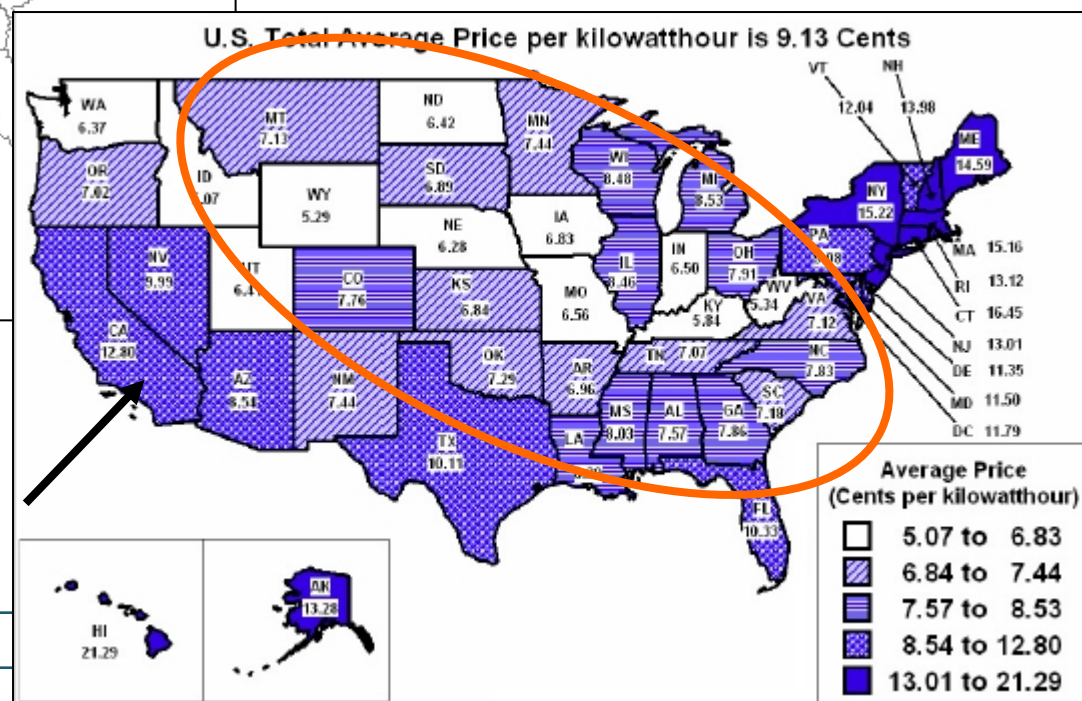 U.S. Total Average Price per kilowatthour is 9.13 Cents
VT
12.04
NH
13.98
WA
6.37
OR
7.02
ID
MT
7.13
ND
6.42
MN
7.44
SD
6.89
WY
5.29
WI
8.48
MI
8.53
ME
14.59
NY
15.22
NE
6.28
IA
6.83
NV
9.99
UT
CO
7.76
KS
6.84
MO
6.56
IL
8.46
IN
6.50
OH
7.91
PA
WV
5.34
VA
7.12
KY
5.84
MA 15.16
RI 13.12
CT 16.45
NJ 13.01
DE 11.35
MD 11.50
DC 11.79
CA
12.80
AZ
8.54
NM
7.44
OK
7.29
AR
6.96
TN 7.07
NC
7.83
SC
7.18
MS
8.03
AL
7.57
GA
7.86
TX
10.11
LA
FL
10.33
HI
21.29
AK
13.28
Average Price
(Cents per kilowatthour)
5.07 to 6.83
6.84 to 7.44
7.57 to 8.53
8.54 to 12.80
13.01 to 21.29